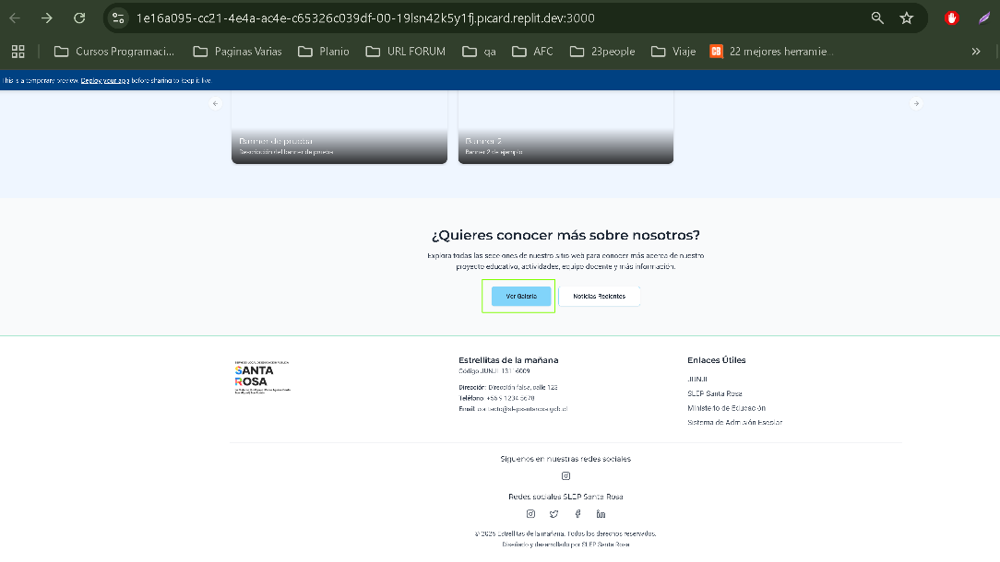 1e16a095-cc21-4e4a-ac4e-c65326c039df-00-19lsn42k5y1fj.picard.replit.dev:3000
Cursos Programaci... Paginas Varias Planio URL FORUM qa AFC 23people Viaje 22 mejores herramie...
This is a temporary preview. Deploy your app before sharing to keep it live.
Banner de prueba
Descripción del banner de prueba
Banner 2
Banner 2 de ejemplo
¿Quieres conocer más sobre nosotros?
Explora todas las secciones de nuestro sitio web para conocer más acerca de nuestro
proyecto educativo, actividades, equipo docente y más información.
Ver Galería
Noticias Recientes
SANTA
ROSA
Estrellitas de la mañana
Código JUNJI: 13116009
Dirección: Dirección falsa, calle 123
Teléfono: +56 9 1234 5678
Email: contacto@slepsantarosa.gob.cl
Enlaces Útiles
JUNJI
SLEP Santa Rosa
Ministerio de Educación
Sistema de Admisión Escolar
Síguenos en nuestras redes sociales
Redes sociales SLEP Santa Rosa
© 2025 Estrellitas de la mañana. Todos los derechos reservados.
Diseñado y desarrollado por SLEP Santa Rosa